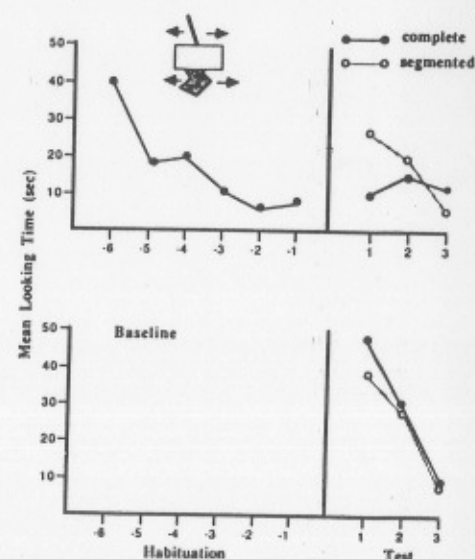 complete
segmented
Mean Looking Time (sec)
50
40
30
20
10
-6 -5 -4 -3 -2 -1 1 2 3
Baseline
50
40
30
20
10
-6 -5 -4 -3 -2 -1 1 2 3
Habituation Test